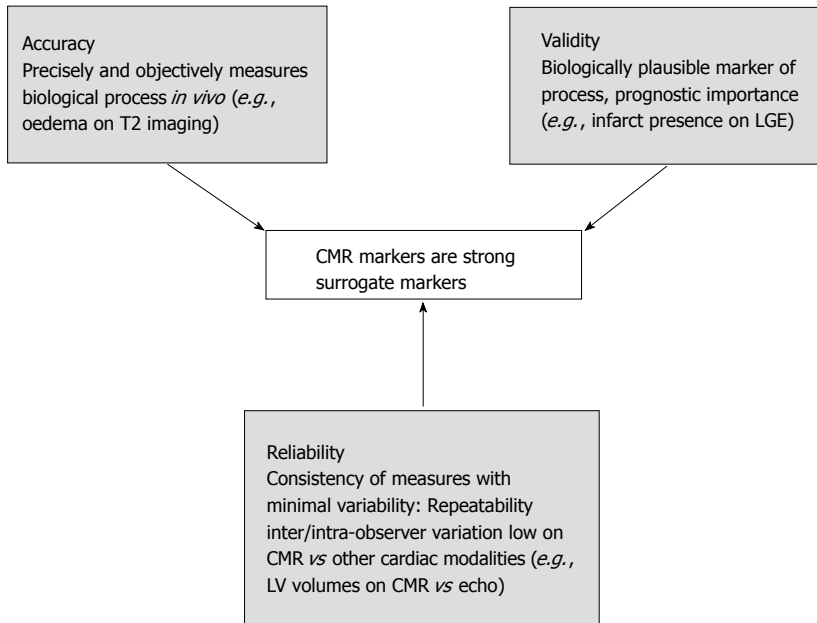 Accuracy
Precisely and objectively measures
biological process in vivo (e.g.,
oedema on T2 imaging)
Validity
Biologically plausible marker of
process, prognostic importance
(e.g., infarct presence on LGE)
CMR markers are strong
surrogate markers
Reliability
Consistency of measures with
minimal variability: Repeatability
inter/intra-observer variation low on
CMR vs other cardiac modalities (e.g.,
LV volumes on CMR vs echo)